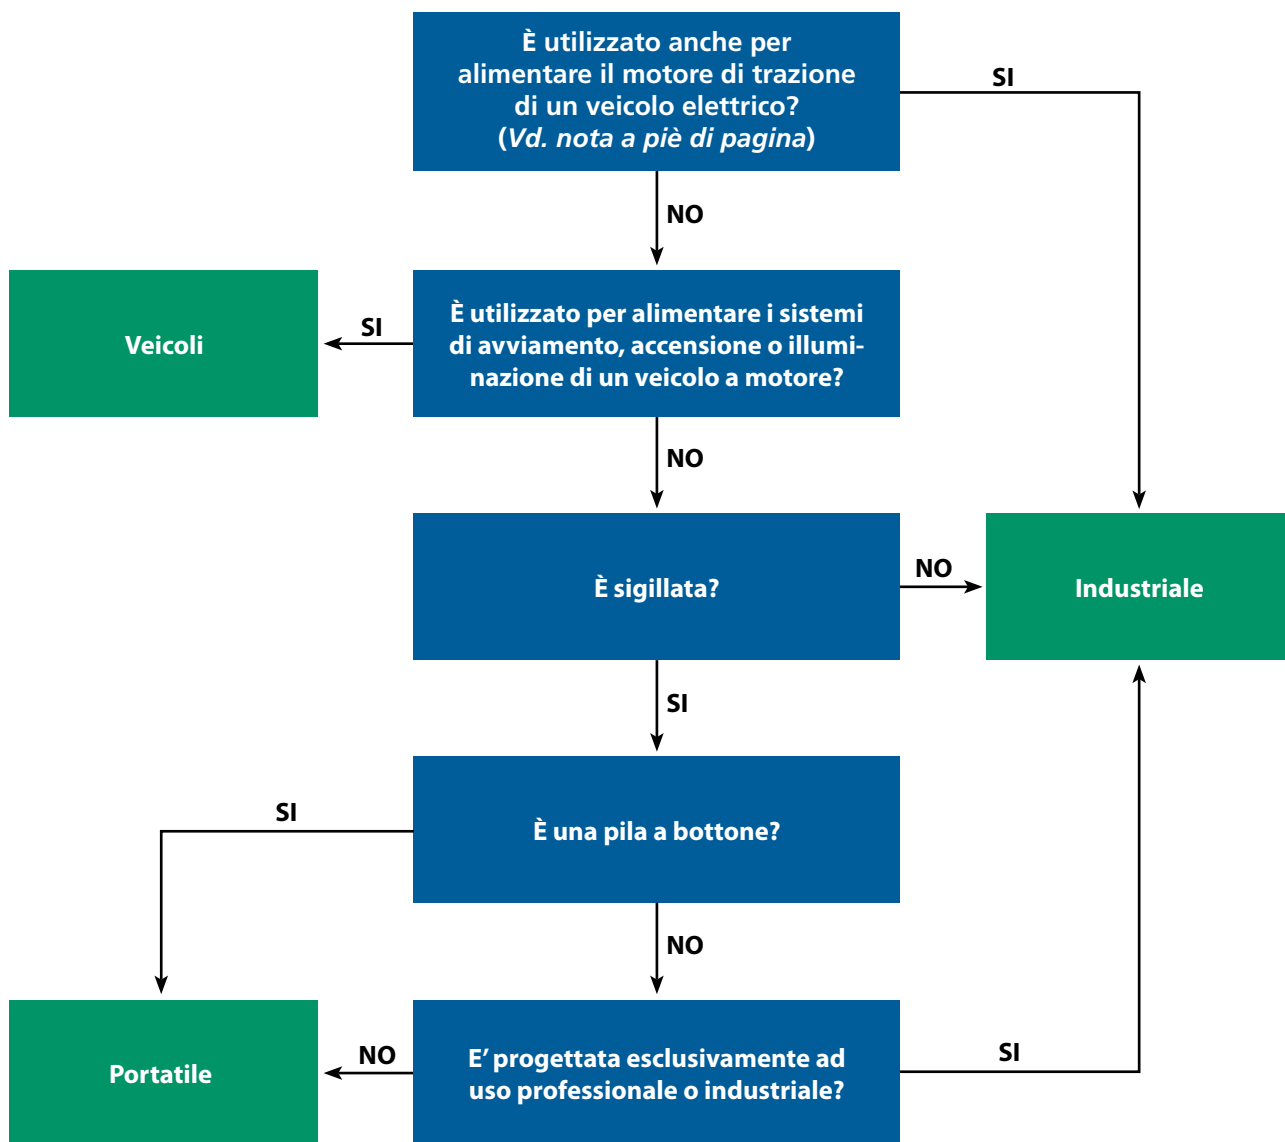 È utilizzato anche per
alimentare il motore di trazione
di un veicolo elettrico?
(Vd. nota a piè di pagina)
SI
NO
Veicoli
SI
È utilizzato per alimentare i sistemi
di avviamento, accensione o illumi-
nazione di un veicolo a motore?
NO
È sigillata?
NO
Industriale
SI
SI
È una pila a bottone?
NO
Portatile
NO
E’ progettata esclusivamente ad
uso professionale o industriale?
SI